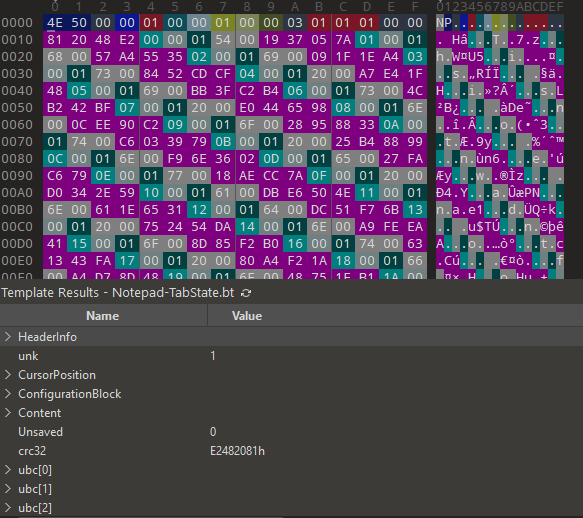 0 1 2 3 4 5 6 7 8 9 A B C D E F 0123456789ABCDEF
0000 4E 50 00 00 01 00 00 00 00 00 03 01 01 01 00 00 NP..............
0010 81 20 48 E2 00 00 01 54 00 19 37 05 7A 01 00 01 . Hâ...T..7.z...
0020 68 00 57 A4 55 35 02 00 01 69 00 09 1F 1E A4 03 h.W¤U5...i....¤.
0030 00 01 73 00 84 52 CD CF 04 00 01 20 00 A7 E4 1F ..s.„RÍÏ... .§ä.
0040 48 05 00 01 69 00 BB 3F C2 B4 06 00 01 73 00 4C H...i.»?Â´...s.L
0050 B2 42 BF 07 00 01 20 00 E0 44 65 98 08 00 01 6E ²B¿... .àDe˜...n
0060 00 0C EE 90 C2 09 00 01 6F 00 28 95 88 33 0A 00 ..î.Â...o.(•ˆ3..
0070 01 74 00 C6 03 39 79 0B 00 01 20 00 25 B4 88 99 .t.Æ.9y... .%´ˆ™
0080 0C 00 01 6E 00 F9 6E 36 02 0D 00 01 65 00 27 FA ...n.ùn6....e.'ú
0090 C6 79 0E 00 01 77 00 18 AE CC 7A 0F 00 01 20 00 Æy...w..®Ìz... .
00A0 D0 34 2E 59 10 00 01 61 00 DB E6 50 4E 11 00 01 Ð4.Y...a.ÛæPN...
00B0 6E 00 61 1E 65 31 12 00 01 64 00 DC 51 F7 6B 13 n.a.e1...d.ÜQ÷k.
00C0 00 01 20 00 75 24 54 DA 14 00 01 6E 00 A9 FE EA .. .u$TÚ...n.©þê
00D0 41 15 00 01 6F 00 8D 85 F2 B0 16 00 01 74 00 63 A...o..…ò°...t.c
00E0 13 43 FA 17 00 01 20 00 80 A4 F2 1A 18 00 01 66 .Cú... .€¤ò....f
Template Results - Notepad-TabState.bt
Name Value
HeaderInfo
unk 1
CursorPosition
ConfigurationBlock
Content
Unsaved 0
crc32 E2482081h
ubc[0]
ubc[1]
ubc[2]